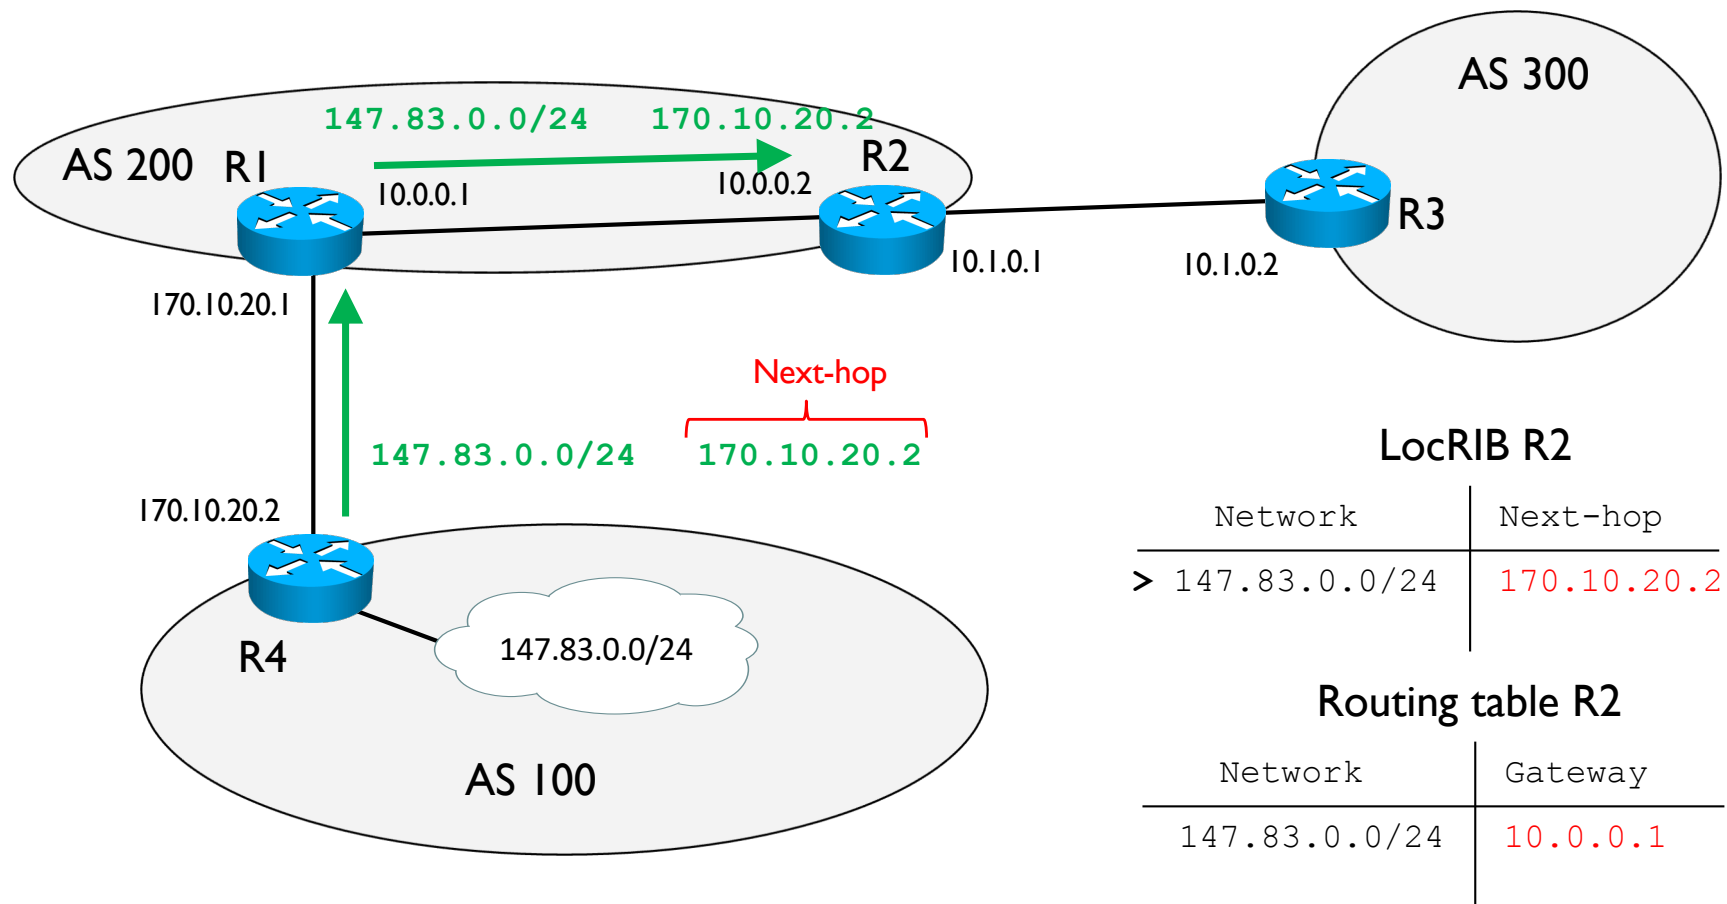 AS 300
147.83.0.0/24 170.10.20.2
AS 200 R1 R2
10.0.0.1 10.0.0.2
R3
10.1.0.1 10.1.0.2
170.10.20.1
Next-hop
147.83.0.0/24 170.10.20.2
170.10.20.2
R4
147.83.0.0/24
AS 100
LocRIB R2
Network Next-hop
> 147.83.0.0/24 170.10.20.2
Routing table R2
Network Gateway
147.83.0.0/24 10.0.0.1